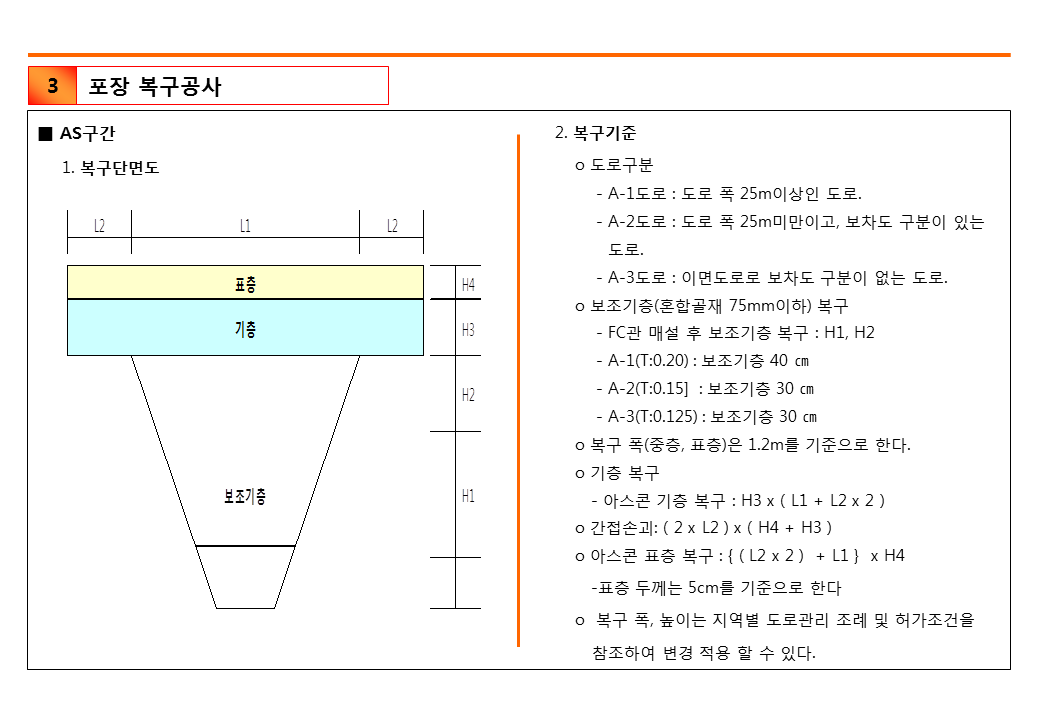 3 포장 복구공사
■ AS구간
1. 복구단면도
L2 L1 L2
표층
H4
기층
H3
H2
보조기층
H1
2. 복구기준
ο 도로구분
- A-1도로 : 도로 폭 25m이상인 도로.
- A-2도로 : 도로 폭 25m미만이고, 보차도 구분이 있는
도로.
- A-3도로 : 이면도로로 보차도 구분이 없는 도로.
ο 보조기층(혼합골재 75mm이하) 복구
- FC관 매설 후 보조기층 복구 : H1, H2
- A-1(T:0.20) : 보조기층 40 ㎝
- A-2(T:0.15] : 보조기층 30 ㎝
- A-3(T:0.125) : 보조기층 30 ㎝
ο 복구 폭(중층, 표층)은 1.2m를 기준으로 한다.
ο 기층 복구
- 아스콘 기층 복구 : H3 x ( L1 + L2 x 2 )
ο 간접손괴: ( 2 x L2 ) x ( H4 + H3 )
ο 아스콘 표층 복구 : { ( L2 x 2 ) + L1 } x H4
-표층 두께는 5cm를 기준으로 한다
ο 복구 폭, 높이는 지역별 도로관리 조례 및 허가조건을
참조하여 변경 적용 할 수 있다.